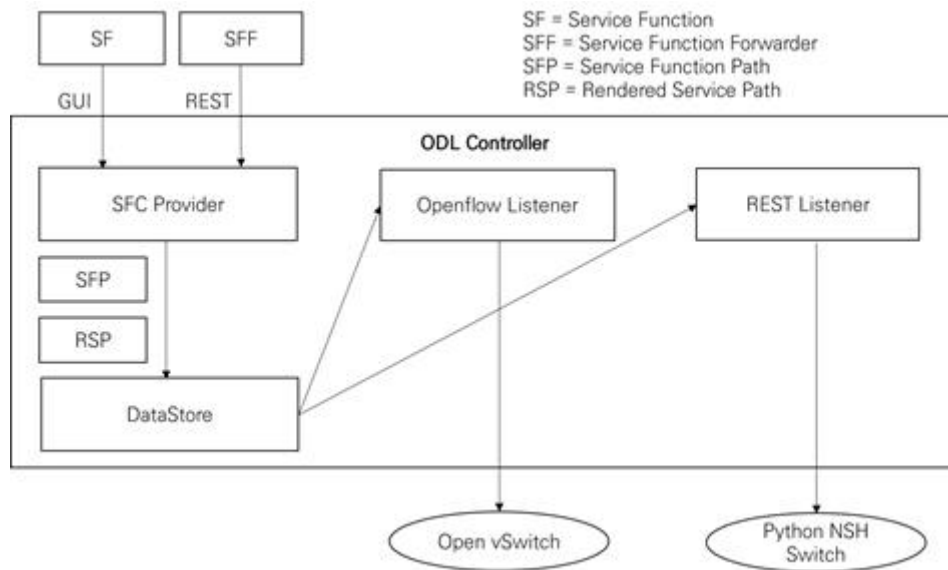 SF
SFF
SF = Service Function
SFF = Service Function Forwarder
SFP = Service Function Path
RSP = Rendered Service Path
GUI
REST
ODL Controller
SFC Provider
Openflow Listener
REST Listener
SFP
RSP
DataStore
Open vSwitch
Python NSH
Switch